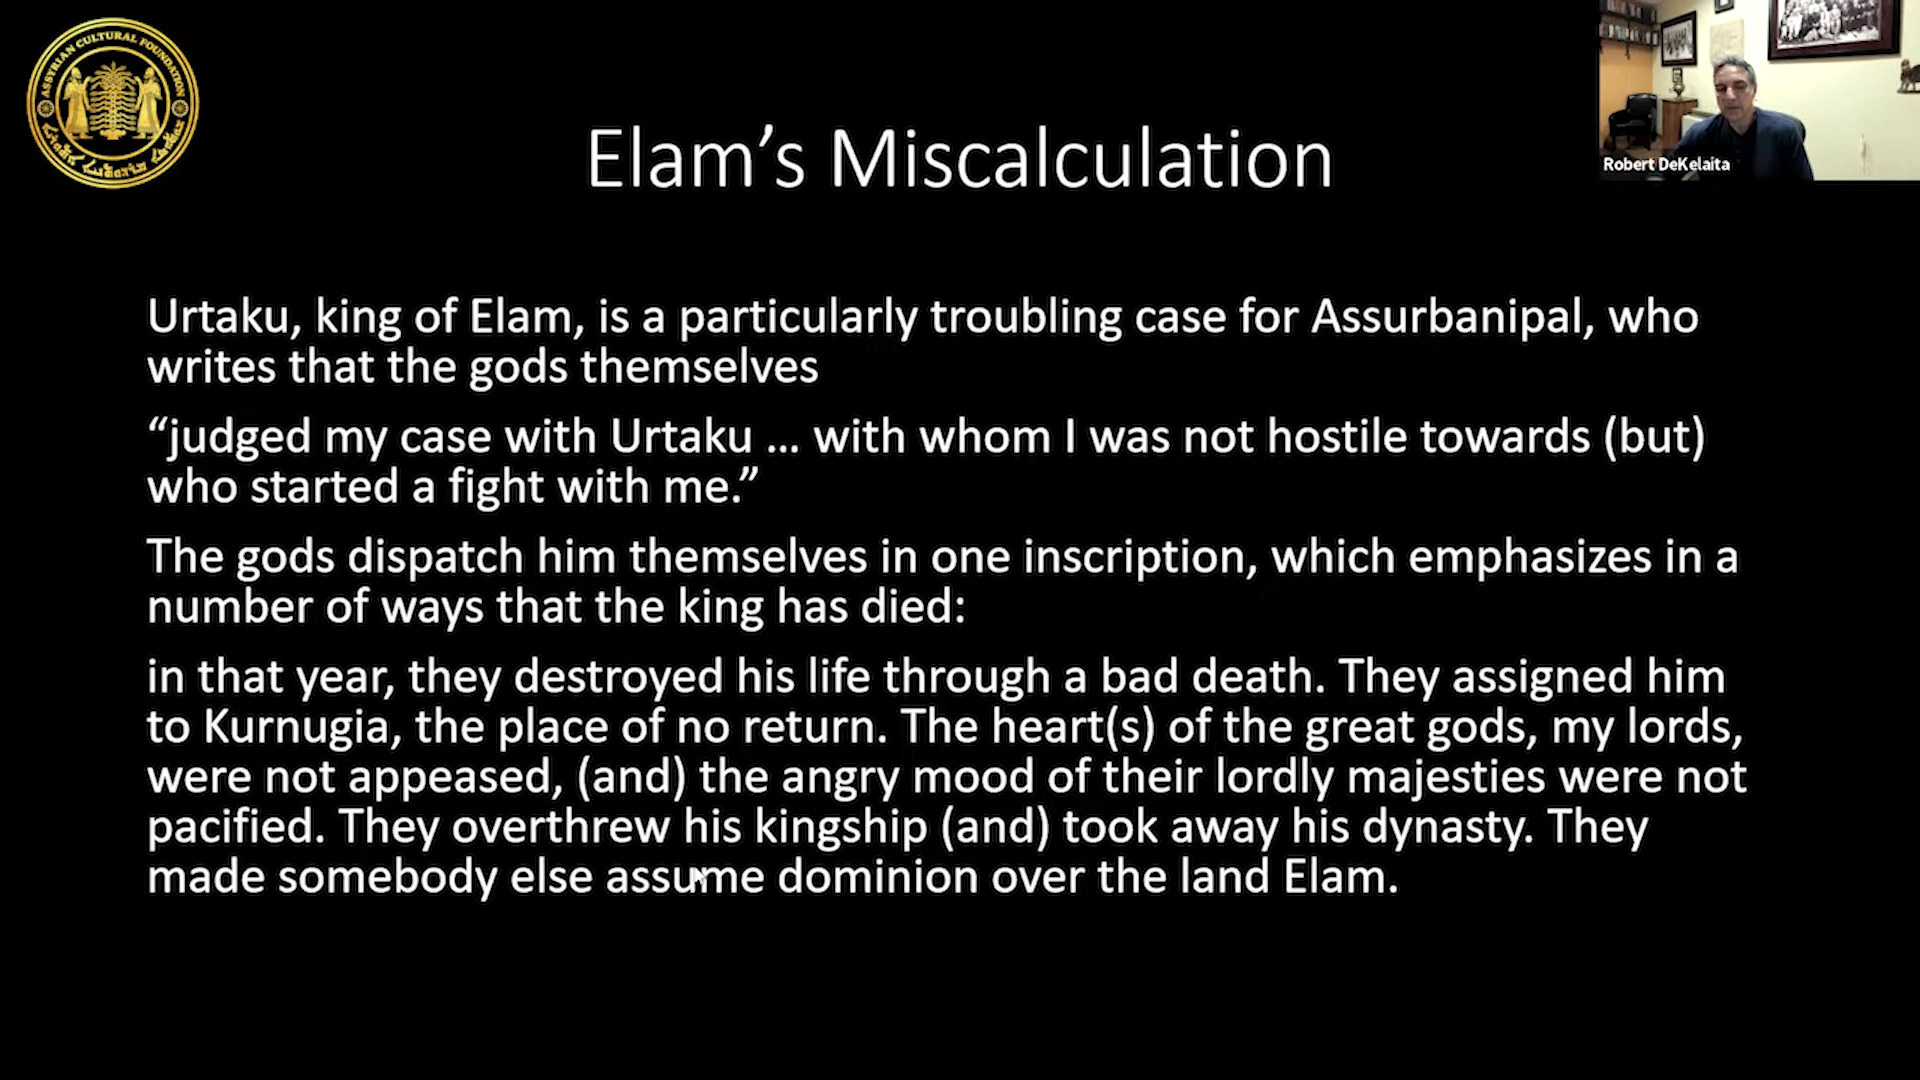 ASSYRIAN CULTURAL FOUNDATION
Robert DeKelaita
Elam’s Miscalculation
Urtaku, king of Elam, is a particularly troubling case for Assurbanipal, who
writes that the gods themselves
“judged my case with Urtaku … with whom I was not hostile towards (but)
who started a fight with me.”
The gods dispatch him themselves in one inscription, which emphasizes in a
number of ways that the king has died:
in that year, they destroyed his life through a bad death. They assigned him
to Kurnugia, the place of no return. The heart(s) of the great gods, my lords,
were not appeased, (and) the angry mood of their lordly majesties were not
pacified. They overthrew his kingship (and) took away his dynasty. They
made somebody else assume dominion over the land Elam.